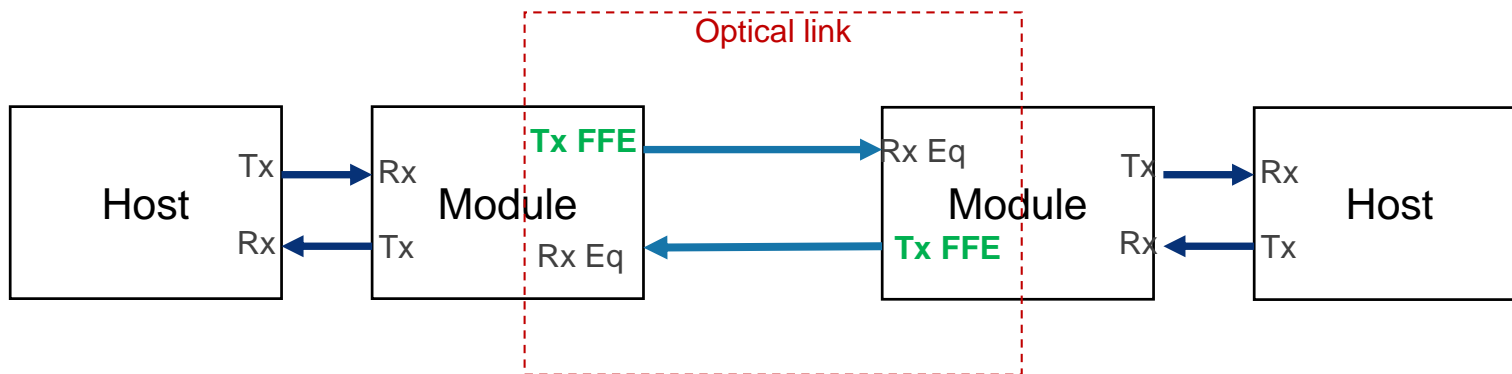 Optical link
Tx FFE
Rx Eq
Tx
Rx
Tx
Rx
Host
Module
Module
Host
Rx
Tx
Rx Eq
Tx FFE
Rx
Tx